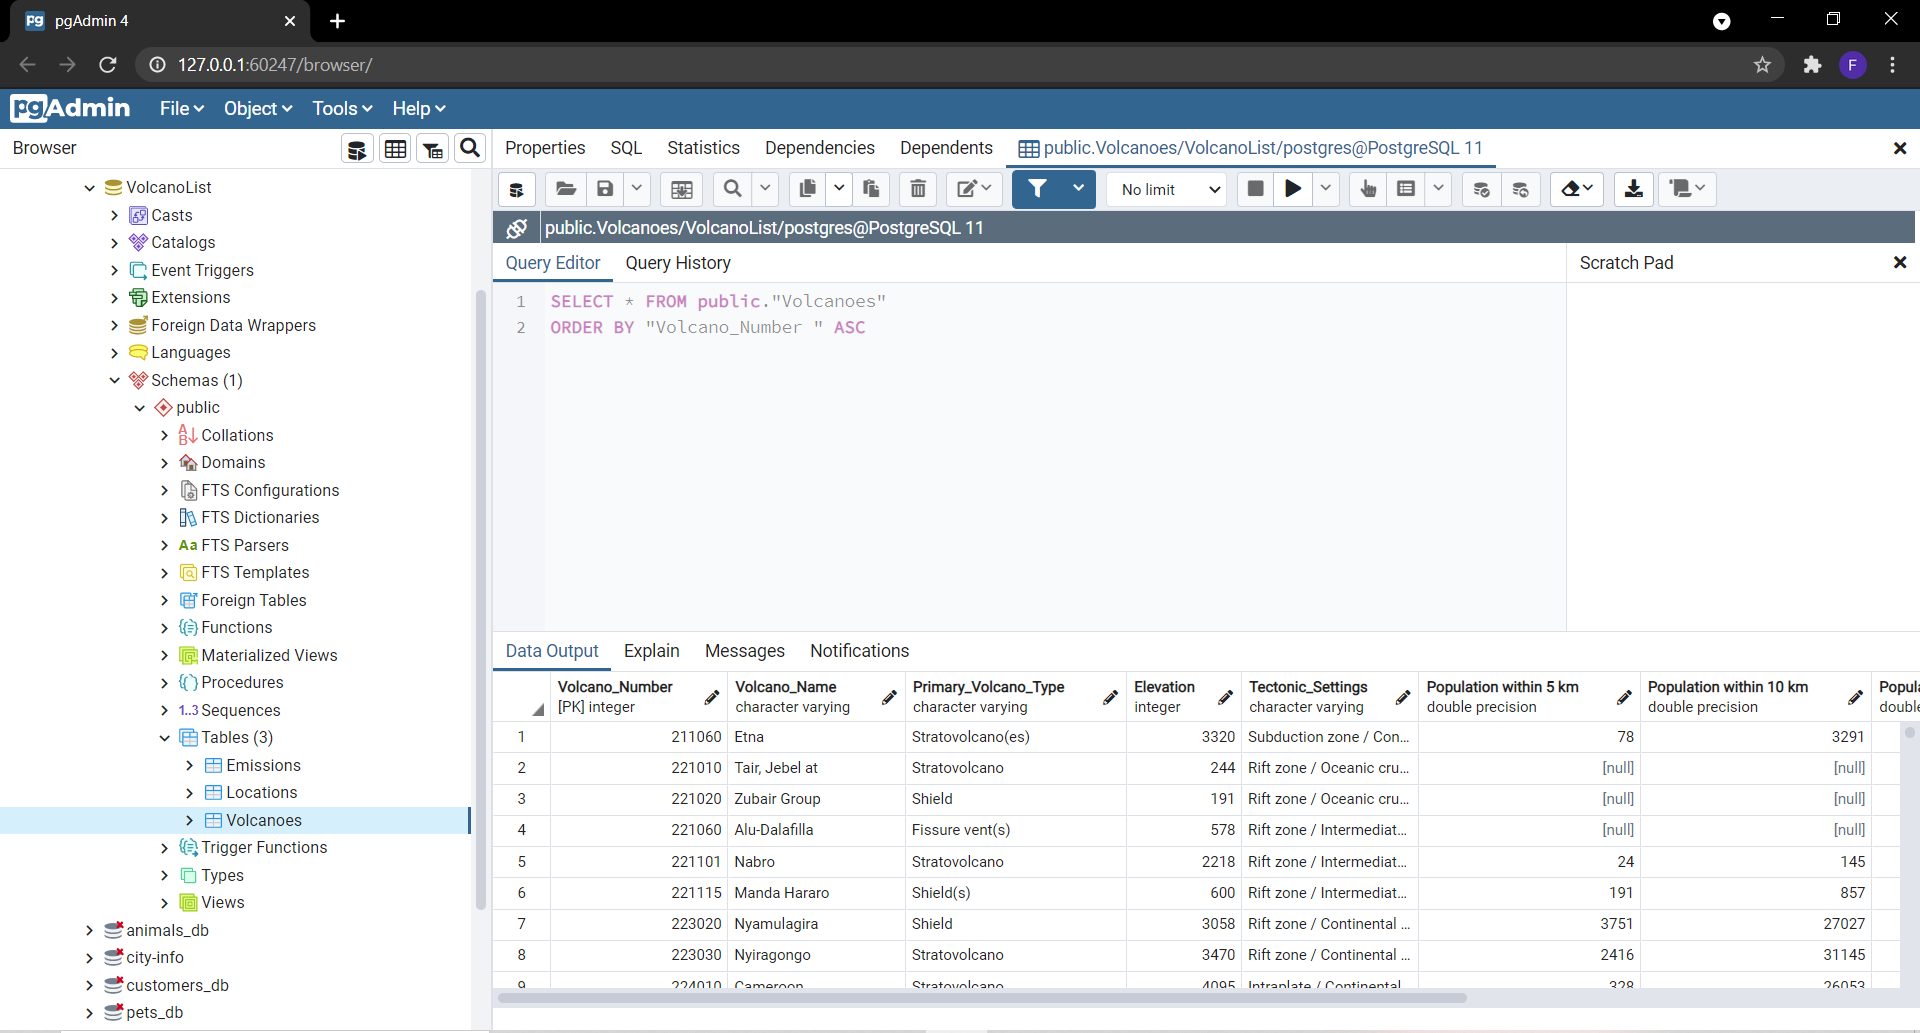 pgAdmin 4
127.0.0.1:60247/browser/
F
pgAdmin File Object Tools Help
Browser
Properties SQL Statistics Dependencies Dependents public.Volcanoes/VolcanoList/postgres@PostgreSQL 11
No limit
public.Volcanoes/VolcanoList/postgres@PostgreSQL 11
Query Editor Query History
Scratch Pad
1 SELECT * FROM public."Volcanoes"
2 ORDER BY "Volcano_Number " ASC
VolcanoList
Casts
Catalogs
Event Triggers
Extensions
Foreign Data Wrappers
Languages
Schemas (1)
public
Collations
Domains
FTS Configurations
FTS Dictionaries
Aa FTS Parsers
FTS Templates
Foreign Tables
Functions
Materialized Views
Procedures
1..3 Sequences
Tables (3)
Emissions
Locations
Volcanoes
Trigger Functions
Types
Views
animals_db
city-info
customers_db
pets_db
Data Output Explain Messages Notifications
Volcano_Number Volcano_Name Primary_Volcano_Type Elevation Tectonic_Settings Population within 5 km Population within 10 km Popula
[PK] integer character varying character varying integer character varying double precision double precision double
1 211060 Etna Stratovolcano(es) 3320 Subduction zone / Con... 78 3291
2 221010 Tair, Jebel at Stratovolcano 244 Rift zone / Oceanic cru... [null] [null]
3 221020 Zubair Group Shield 191 Rift zone / Oceanic cru... [null] [null]
4 221060 Alu-Dalafilla Fissure vent(s) 578 Rift zone / Intermediat... [null] [null]
5 221101 Nabro Stratovolcano 2218 Rift zone / Intermediat... 24 145
6 221115 Manda Hararo Shield(s) 600 Rift zone / Intermediat... 191 857
7 223020 Nyamulagira Shield 3058 Rift zone / Continental ... 3751 27027
8 223030 Nyiragongo Stratovolcano 3470 Rift zone / Continental ... 2416 31145
9 224010 Cameroon Stratovolcano 4095 Intraplate / Continental 328 26053